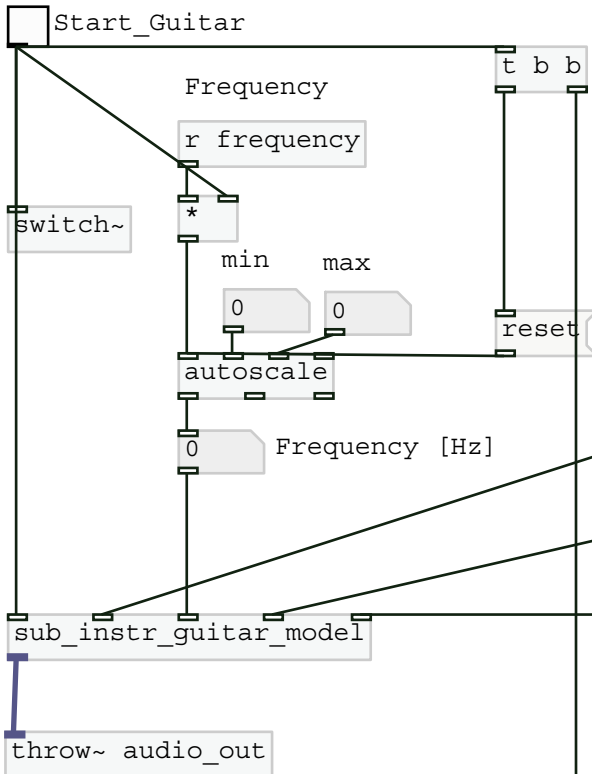 Start_Guitar
t b b
Frequency
r frequency
*
switch~
min
max
0
0
reset
autoscale
0
Frequency [Hz]
sub_instr_guitar_model
throw~ audio_out